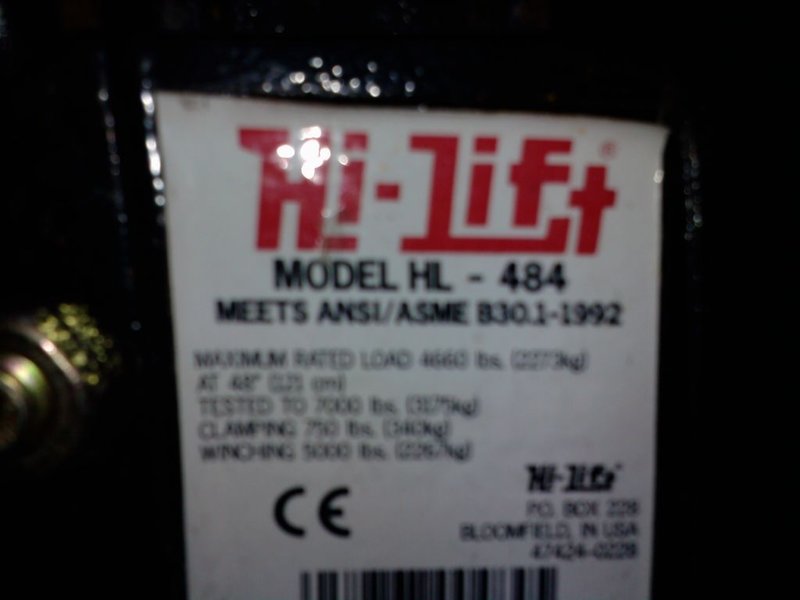 Hi-Lift®
MODEL HL - 484
MEETS ANSI/ASME B30.1-1992
MAXIMUM RATED LOAD 4660 lbs. (2273kg)
AT 48" (121 cm)
TESTED TO 7000 lbs. (3175kg)
CLAMPING 750 lbs. (340kg)
WINCHING 5000 lbs. (2267kg)
CE
Hi-Lift®
P.O. BOX 228
BLOOMFIELD, IN USA
47424-0228